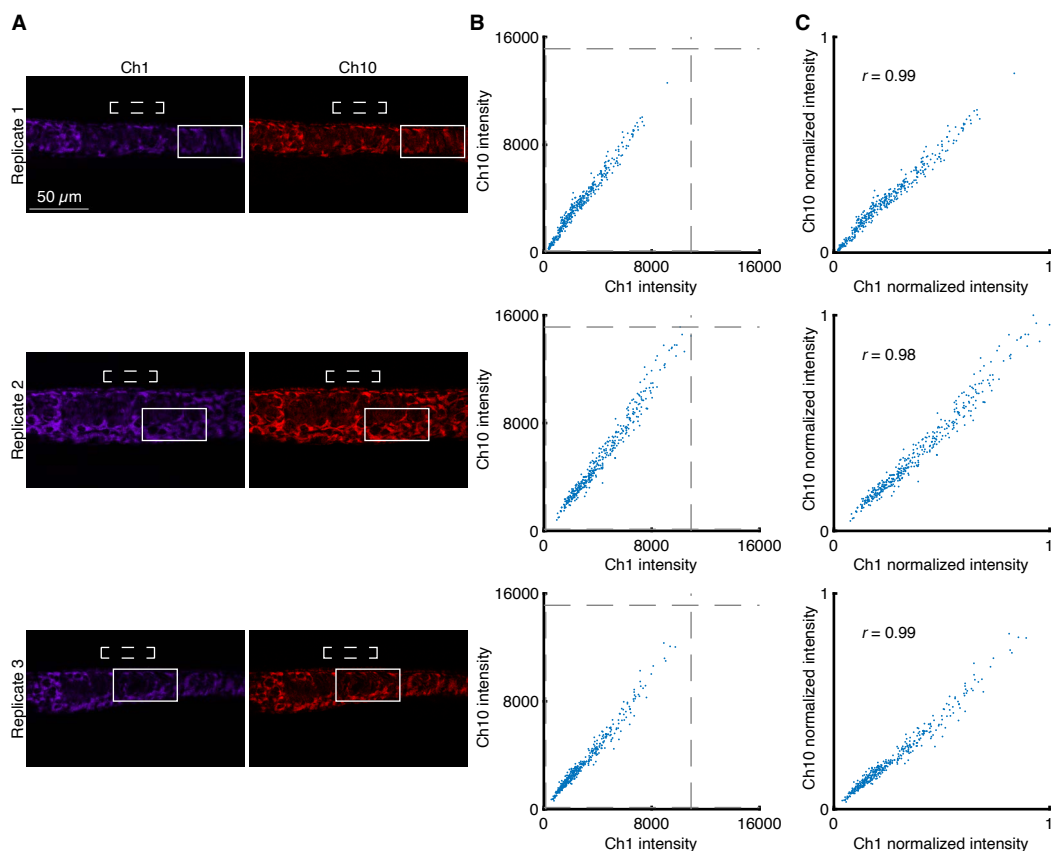 A
B
C
Ch1
Ch10
Replicate 1
50 µm
Replicate 2
Replicate 3
16000
8000
0
Ch10 intensity
0
8000
16000
Ch1 intensity
1
r = 0.99
Ch10 normalized intensity
0
0
1
Ch1 normalized intensity
16000
8000
0
Ch10 intensity
0
8000
16000
Ch1 intensity
1
r = 0.98
Ch10 normalized intensity
0
0
1
Ch1 normalized intensity
16000
8000
0
Ch10 intensity
0
8000
16000
Ch1 intensity
1
r = 0.99
Ch10 normalized intensity
0
0
1
Ch1 normalized intensity